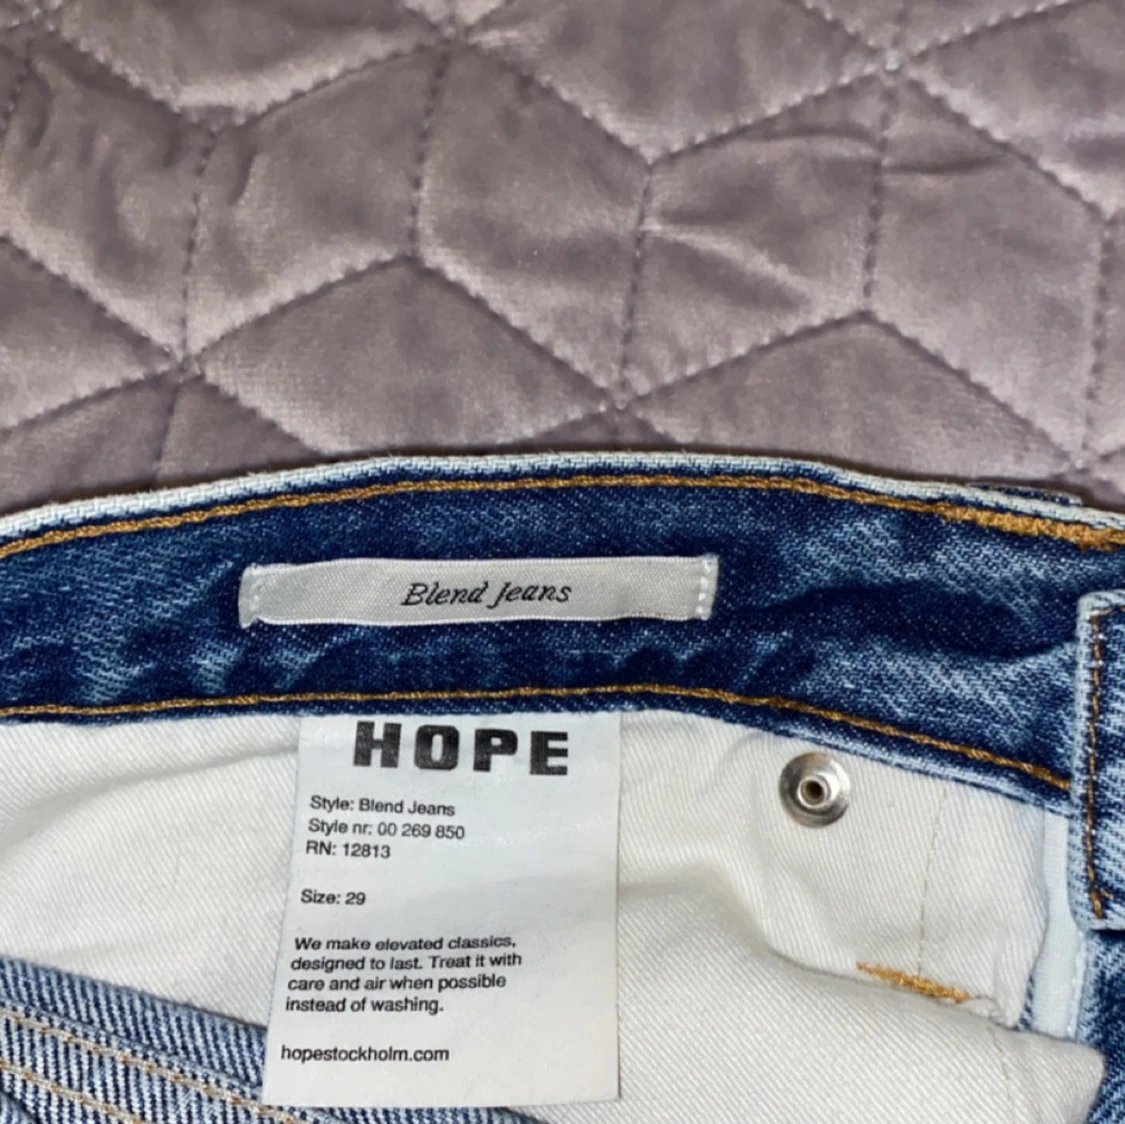 Blend Jeans
HOPE
Style: Blend Jeans
Style nr: 00 269 850
RN: 12813
Size: 29
We make elevated classics,
designed to last. Treat it with
care and air when possible
instead of washing.
hopestockholm.com